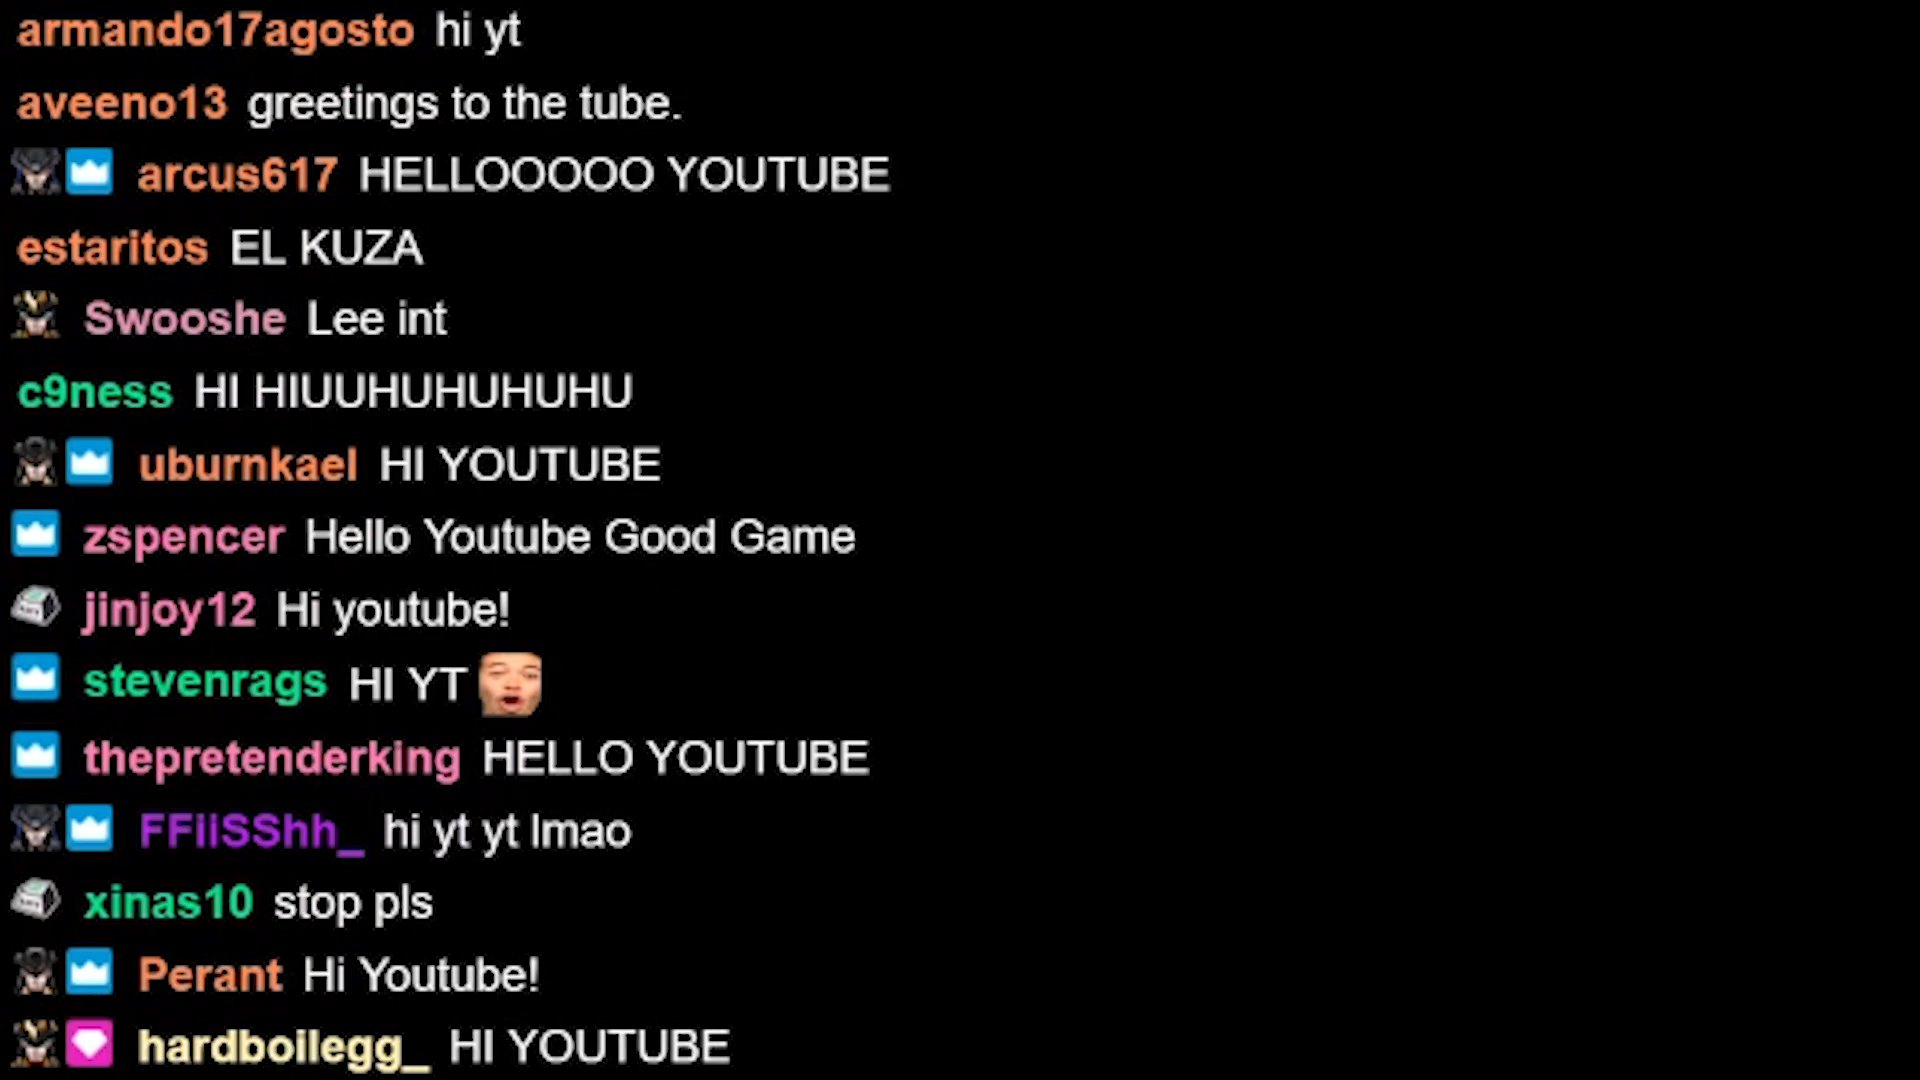 armando17agosto hi yt
aveeno13 greetings to the tube.
arcus617 HELLOOOOO YOUTUBE
estaritos EL KUZA
Swooshe Lee int
c9ness HI HIUUHUHUHUHU
uburnkael HI YOUTUBE
zspencer Hello Youtube Good Game
jinjoy12 Hi youtube!
stevenrags HI YT
thepretenderking HELLO YOUTUBE
FFiiSShh_ hi yt yt lmao
xinas10 stop pls
Perant Hi Youtube!
hardboilegg_ HI YOUTUBE